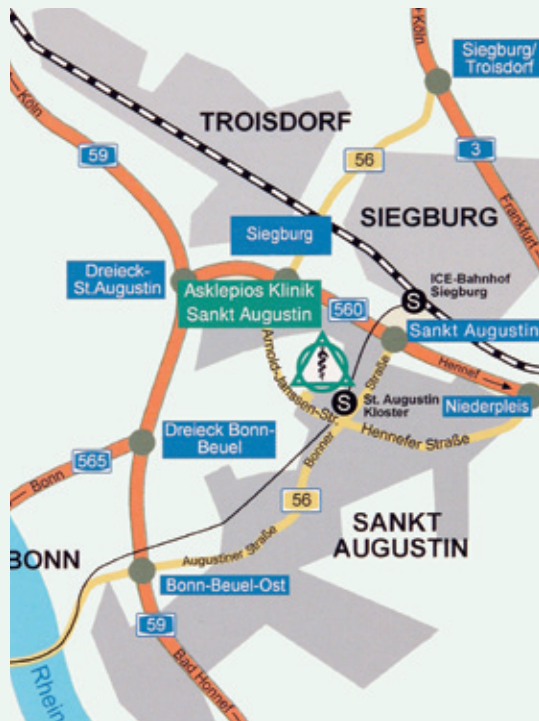 Köln
Köln
Siegburg/
Troisdorf
TROISDORF
59
56
3
SIEGBURG
Frankfurt
Siegburg
Dreieck-
St.Augustin
ICE-Bahnhof
Siegburg
S
Asklepios Klinik
Sankt Augustin
560
Sankt Augustin
Hennef
Arnold-Janssen-Str.
Straße
S
St. Augustin
Kloster
Niederpleis
Hennefer Straße
Dreieck Bonn-
Beuel
565
Bonn
Bonner
56
SANKT
AUGUSTIN
BONN
Augustiner Straße
Bonn-Beuel-Ost
59
Bad Honnef
Rhein